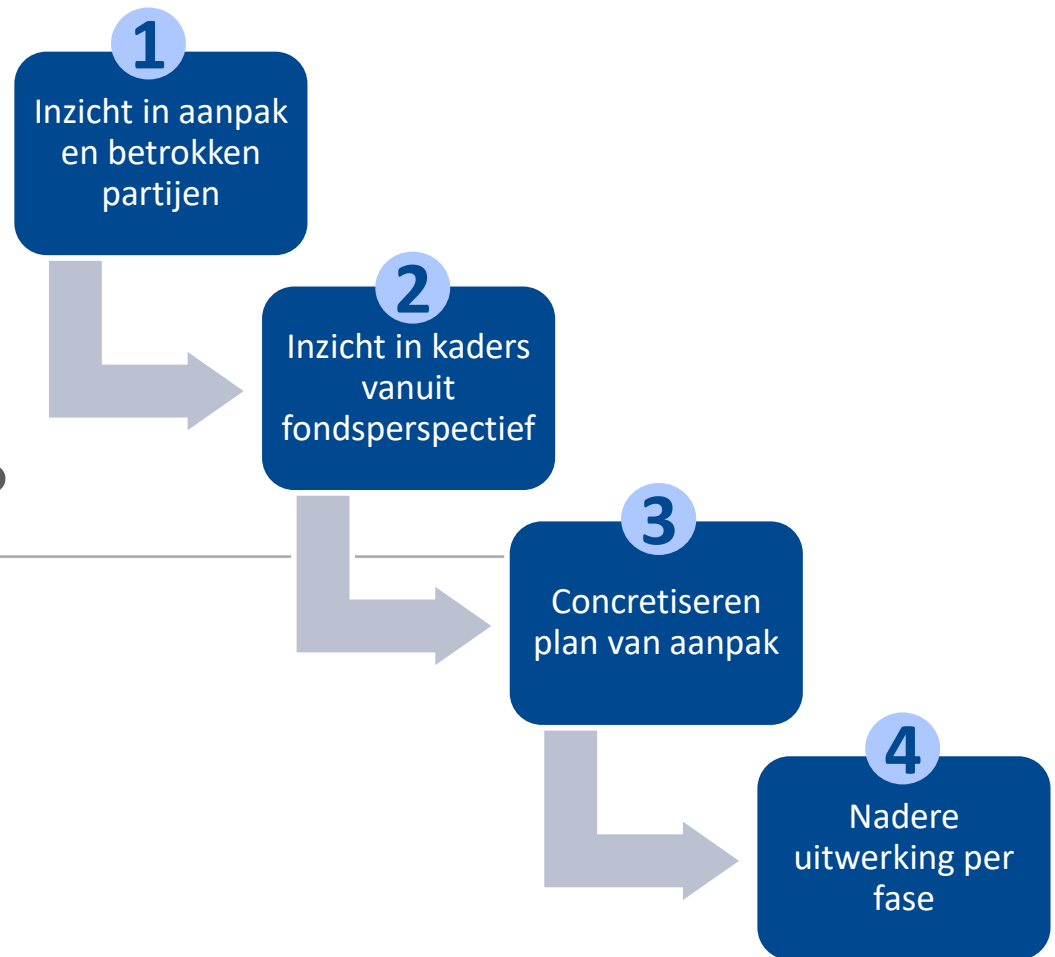 1
Inzicht in aanpak
en betrokken
partijen
2
Inzicht in kaders
vanuit
fondsperspectief
3
Concretiseren
plan van aanpak
4
Nadere
uitwerking per
fase